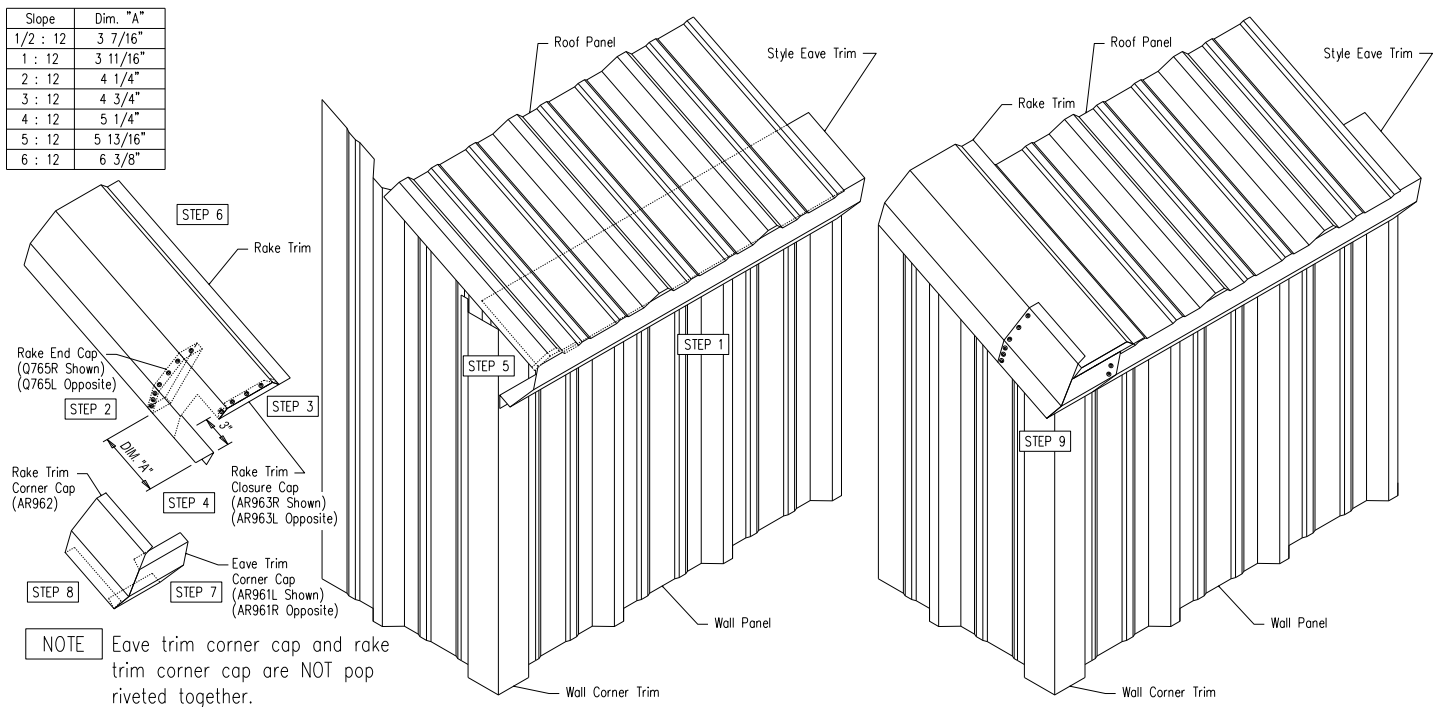 Slope Dim. "A"
1/2 : 12 3 7/16"
1 : 12 3 11/16"
2 : 12 4 1/4"
3 : 12 4 3/4"
4 : 12 5 1/4"
5 : 12 5 13/16"
6 : 12 6 3/8"
STEP 6
Rake Trim
Rake End Cap
(Q765R Shown)
(Q765L Opposite)
STEP 2
STEP 3
3"
DIM. "A"
Rake Trim
Corner Cap
(AR962)
STEP 4
Rake Trim
Closure Cap
(AR963R Shown)
(AR963L Opposite)
STEP 8
STEP 7
Eave Trim
Corner Cap
(AR961L Shown)
(AR961R Opposite)
NOTE Eave trim corner cap and rake
trim corner cap are NOT pop
riveted together.
Roof Panel
Style Eave Trim
STEP 5
STEP 1
Wall Panel
Wall Corner Trim
Roof Panel
Style Eave Trim
Rake Trim
STEP 9
Wall Panel
Wall Corner Trim